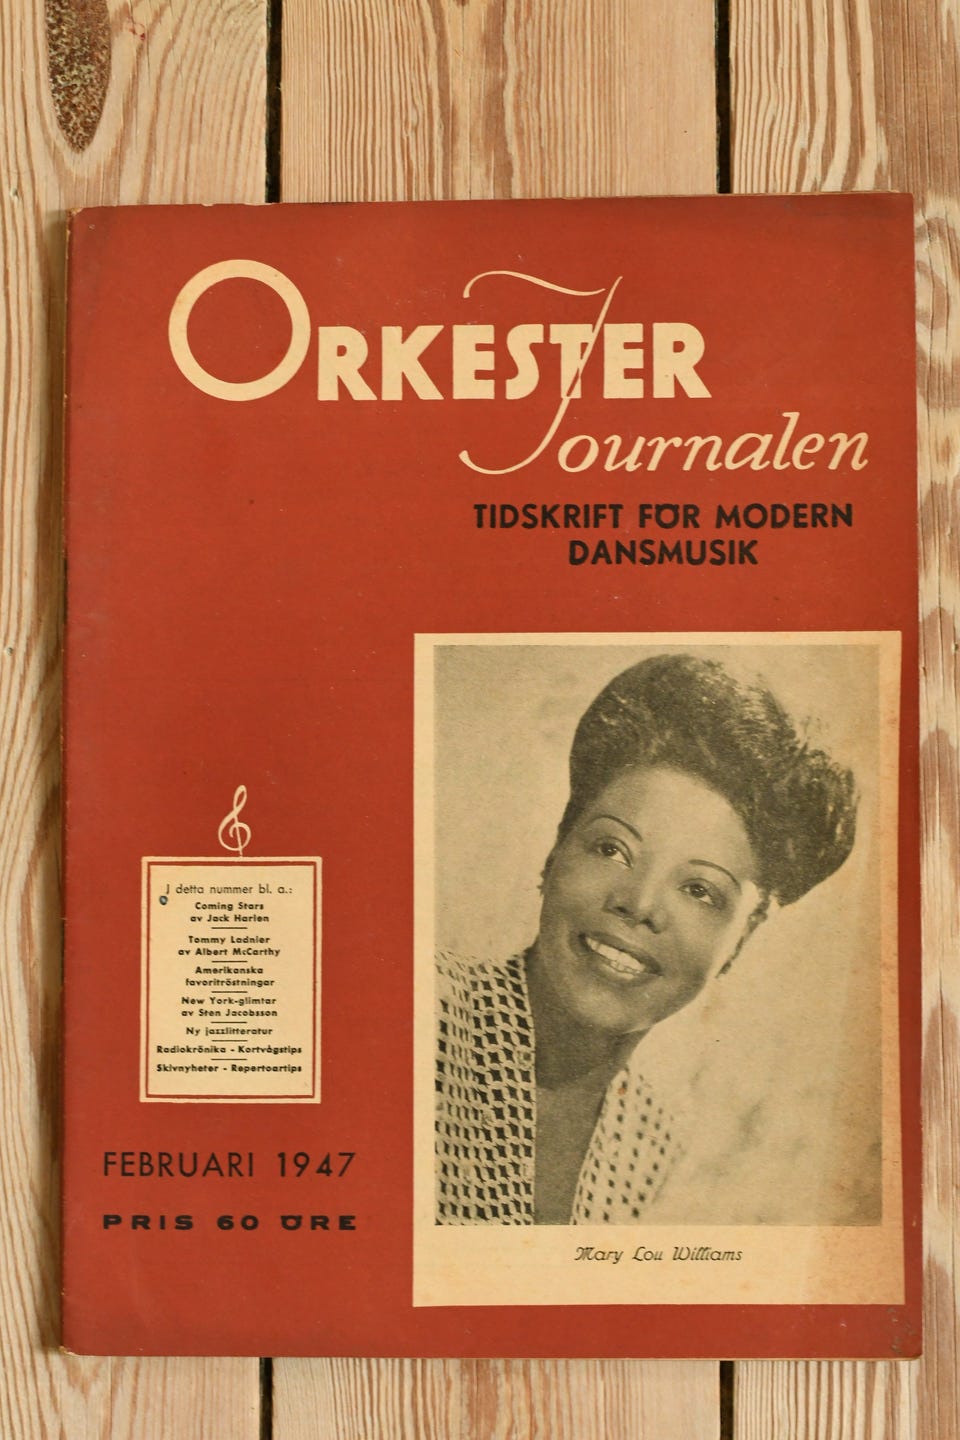 ORKESTER
Journalen
TIDSKRIFT FÖR MODERN
DANSMUSIK
I detta nummer bl. a.:
Coming Stars
av Jack Harlen
Tommy Ladnier
av Albert McCarthy
Amerikanska
favoritröstningar
New York-glimtar
av Sten Jacobsson
Ny jazzlitteratur
Radiokrönika - Kortvågstips
Skivnyheter - Repertoartips
FEBRUARI 1947
PRIS 60 ÖRE
Mary Lou Williams